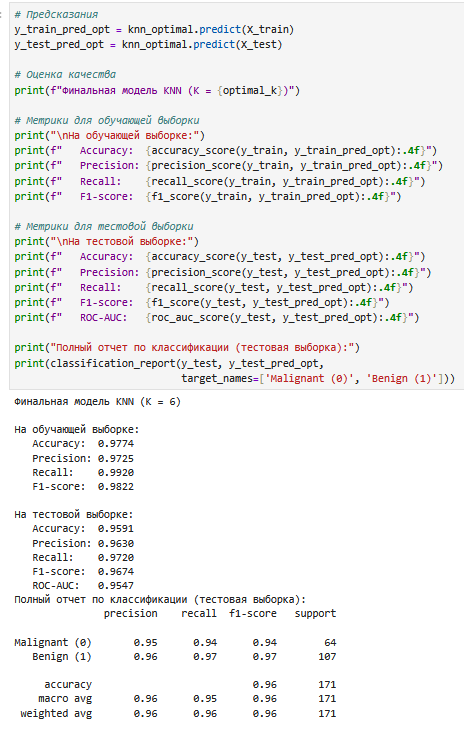 # Предсказания
y_train_pred_opt = knn_optimal.predict(X_train)
y_test_pred_opt = knn_optimal.predict(X_test)

# Оценка качества
print(f"Финальная модель KNN (K = {optimal_k})")

# Метрики для обучающей выборки
print("\nНа обучающей выборке:")
print(f"   Accuracy:  {accuracy_score(y_train, y_train_pred_opt):.4f}")
print(f"   Precision: {precision_score(y_train, y_train_pred_opt):.4f}")
print(f"   Recall:    {recall_score(y_train, y_train_pred_opt):.4f}")
print(f"   F1-score:  {f1_score(y_train, y_train_pred_opt):.4f}")

# Метрики для тестовой выборки
print("\nНа тестовой выборке:")
print(f"   Accuracy:  {accuracy_score(y_test, y_test_pred_opt):.4f}")
print(f"   Precision: {precision_score(y_test, y_test_pred_opt):.4f}")
print(f"   Recall:    {recall_score(y_test, y_test_pred_opt):.4f}")
print(f"   F1-score:  {f1_score(y_test, y_test_pred_opt):.4f}")
print(f"   ROC-AUC:   {roc_auc_score(y_test, y_test_pred_opt):.4f}")

print("Полный отчет по классификации (тестовая выборка):")
print(classification_report(y_test, y_test_pred_opt,
                            target_names=['Malignant (0)', 'Benign (1)']))
Финальная модель KNN (K = 6)

На обучающей выборке:
   Accuracy:  0.9774
   Precision: 0.9725
   Recall:    0.9920
   F1-score:  0.9822

На тестовой выборке:
   Accuracy:  0.9591
   Precision: 0.9630
   Recall:    0.9720
   F1-score:  0.9674
   ROC-AUC:   0.9547
Полный отчет по классификации (тестовая выборка):
               precision    recall  f1-score   support

Malignant (0)       0.95      0.94      0.94        64
   Benign (1)       0.96      0.97      0.97       107

     accuracy                           0.96       171
    macro avg       0.96      0.95      0.96       171
 weighted avg       0.96      0.96      0.96       171